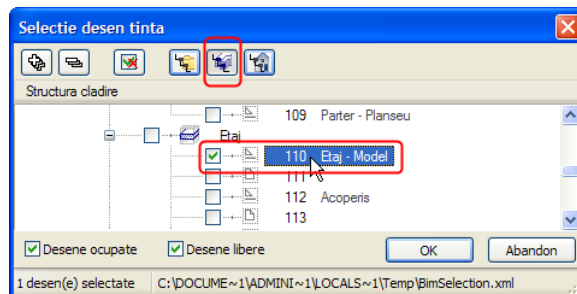 Selectie desen tinta
Structura cladire
109 Parter - Planseu
Etaj
110 Etaj - Model
111
112 Acoperis
113
Desene ocupate Desene libere OK Abandon
1 desen(e) selectate C:\DOCUME~1\ADMINI~1\LOCALS~1\Temp\BimSelection.xml